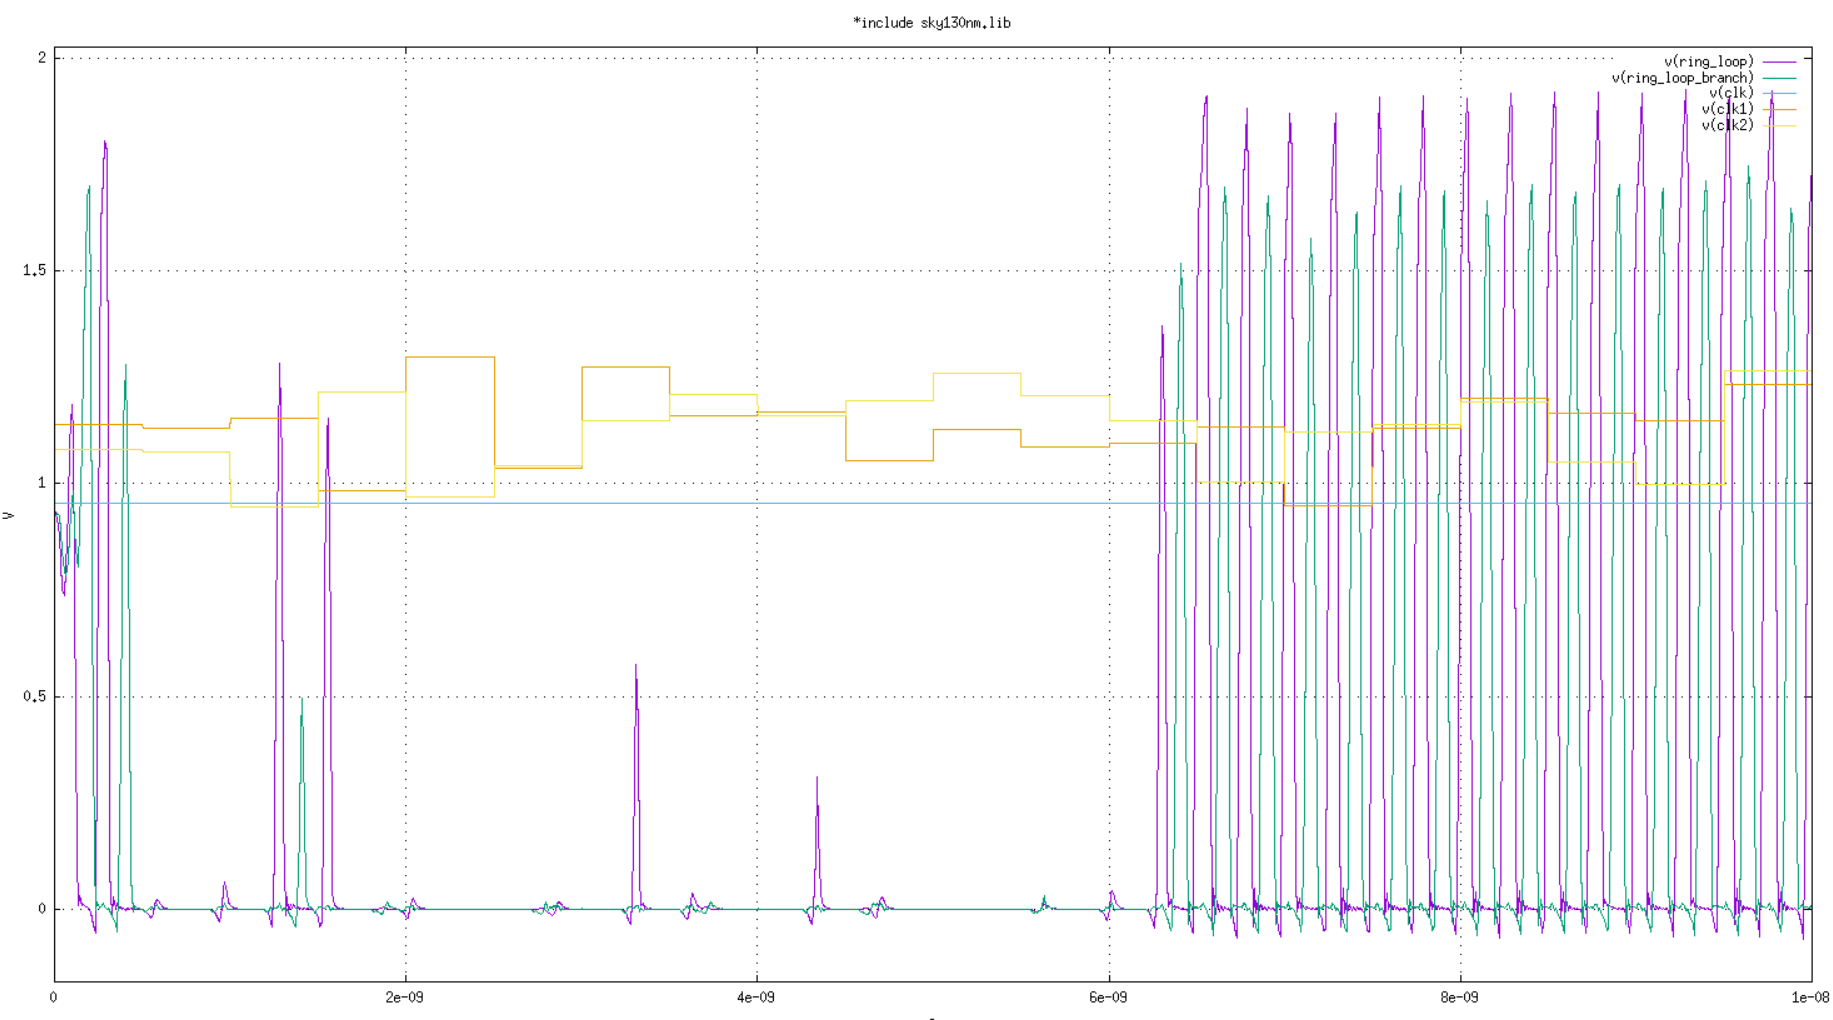 *include sky130nm.lib
2
v(ring_loop)
v(ring_loop_branch)
v(clk)
v(clk1)
v(clk2)
1.5
1
V
0.5
0
0 2e-09 4e-09 6e-09 8e-09 1e-08